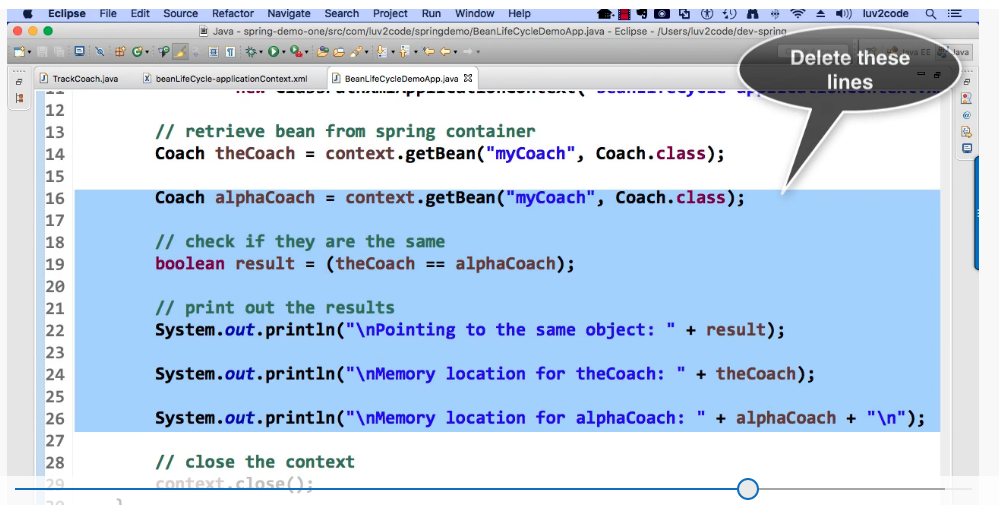 Eclipse File Edit Source Refactor Navigate Search Project Run Window Help luv2code
Java - spring-demo-one/src/com/luv2code/springdemo/BeanLifeCycleDemoApp.java - Eclipse - /Users/luv2code/dev-spring
Java EE Java
Delete these
lines
TrackCoach.java beanLifeCycle-applicationContext.xml BeanLifeCycleDemoApp.java
12
13 // retrieve bean from spring container
14 Coach theCoach = context.getBean("myCoach", Coach.class);
15
16 Coach alphaCoach = context.getBean("myCoach", Coach.class);
17
18 // check if they are the same
19 boolean result = (theCoach == alphaCoach);
20
21 // print out the results
22 System.out.println("\nPointing to the same object: " + result);
23
24 System.out.println("\nMemory location for theCoach: " + theCoach);
25
26 System.out.println("\nMemory location for alphaCoach: " + alphaCoach + "\n");
27
28 // close the context
29 context.close();